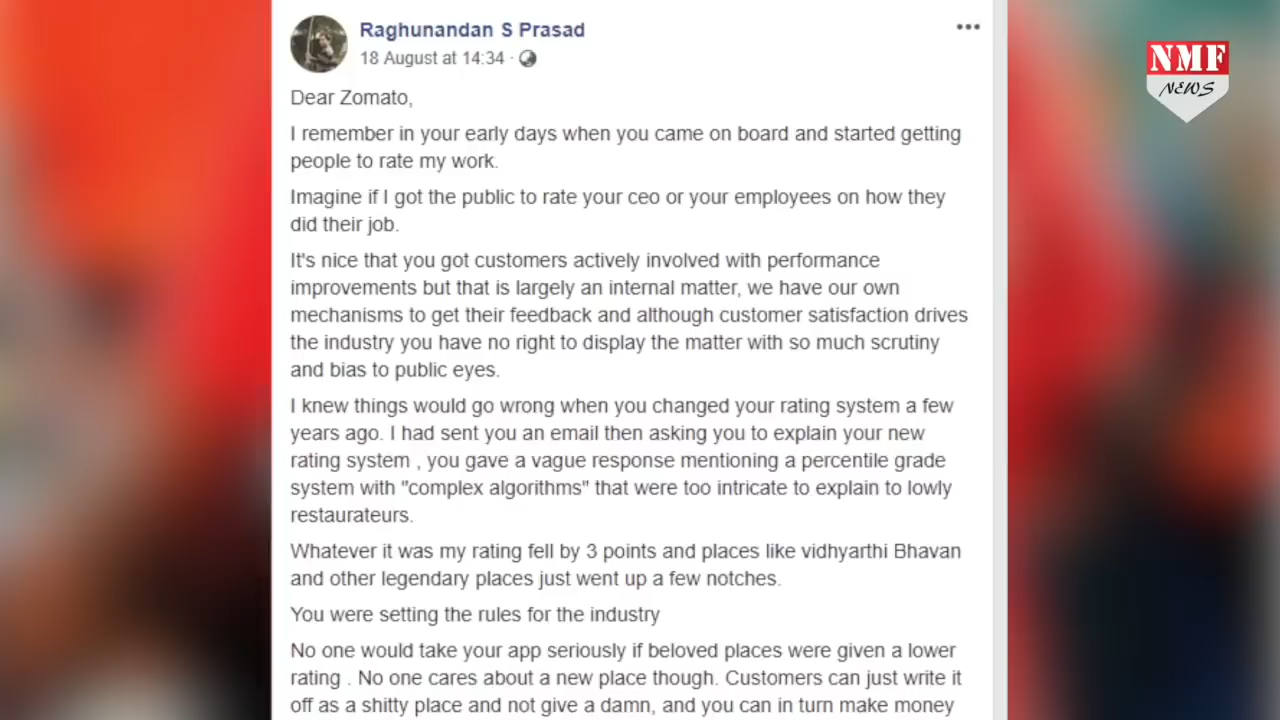 Raghunandan S Prasad
18 August at 14:34 ·
NMF
NEWS
Dear Zomato,
I remember in your early days when you came on board and started getting
people to rate my work.
Imagine if I got the public to rate your ceo or your employees on how they
did their job.
It's nice that you got customers actively involved with performance
improvements but that is largely an internal matter, we have our own
mechanisms to get their feedback and although customer satisfaction drives
the industry you have no right to display the matter with so much scrutiny
and bias to public eyes.
I knew things would go wrong when you changed your rating system a few
years ago. I had sent you an email then asking you to explain your new
rating system , you gave a vague response mentioning a percentile grade
system with "complex algorithms" that were too intricate to explain to lowly
restaurateurs.
Whatever it was my rating fell by 3 points and places like vidhyarthi Bhavan
and other legendary places just went up a few notches.
You were setting the rules for the industry
No one would take your app seriously if beloved places were given a lower
rating . No one cares about a new place though. Customers can just write it
off as a shitty place and not give a damn, and you can in turn make money